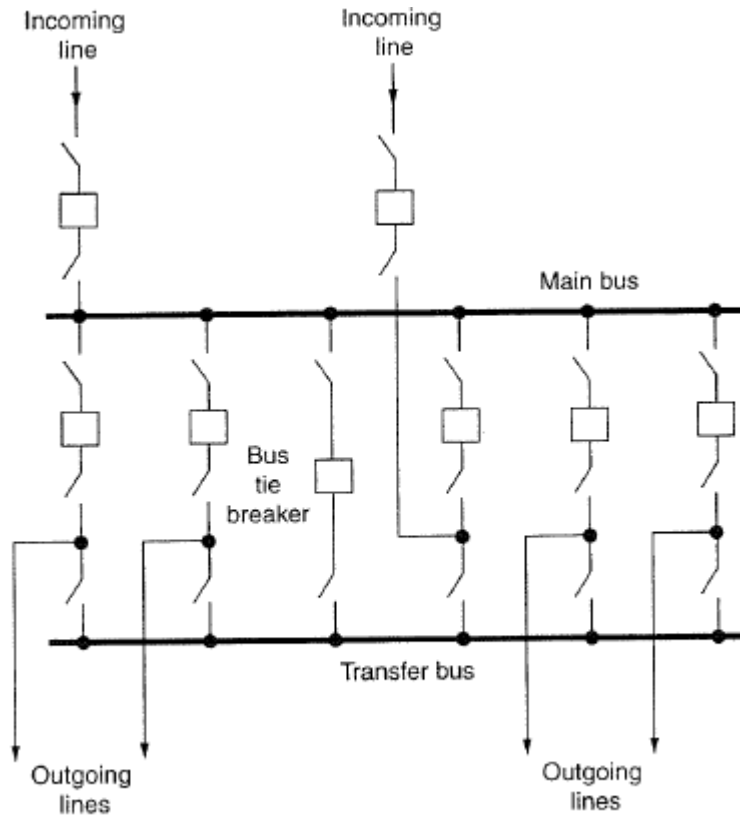 Incoming
line
Incoming
line
Main bus
Bus
tie
breaker
Transfer bus
Outgoing
lines
Outgoing
lines